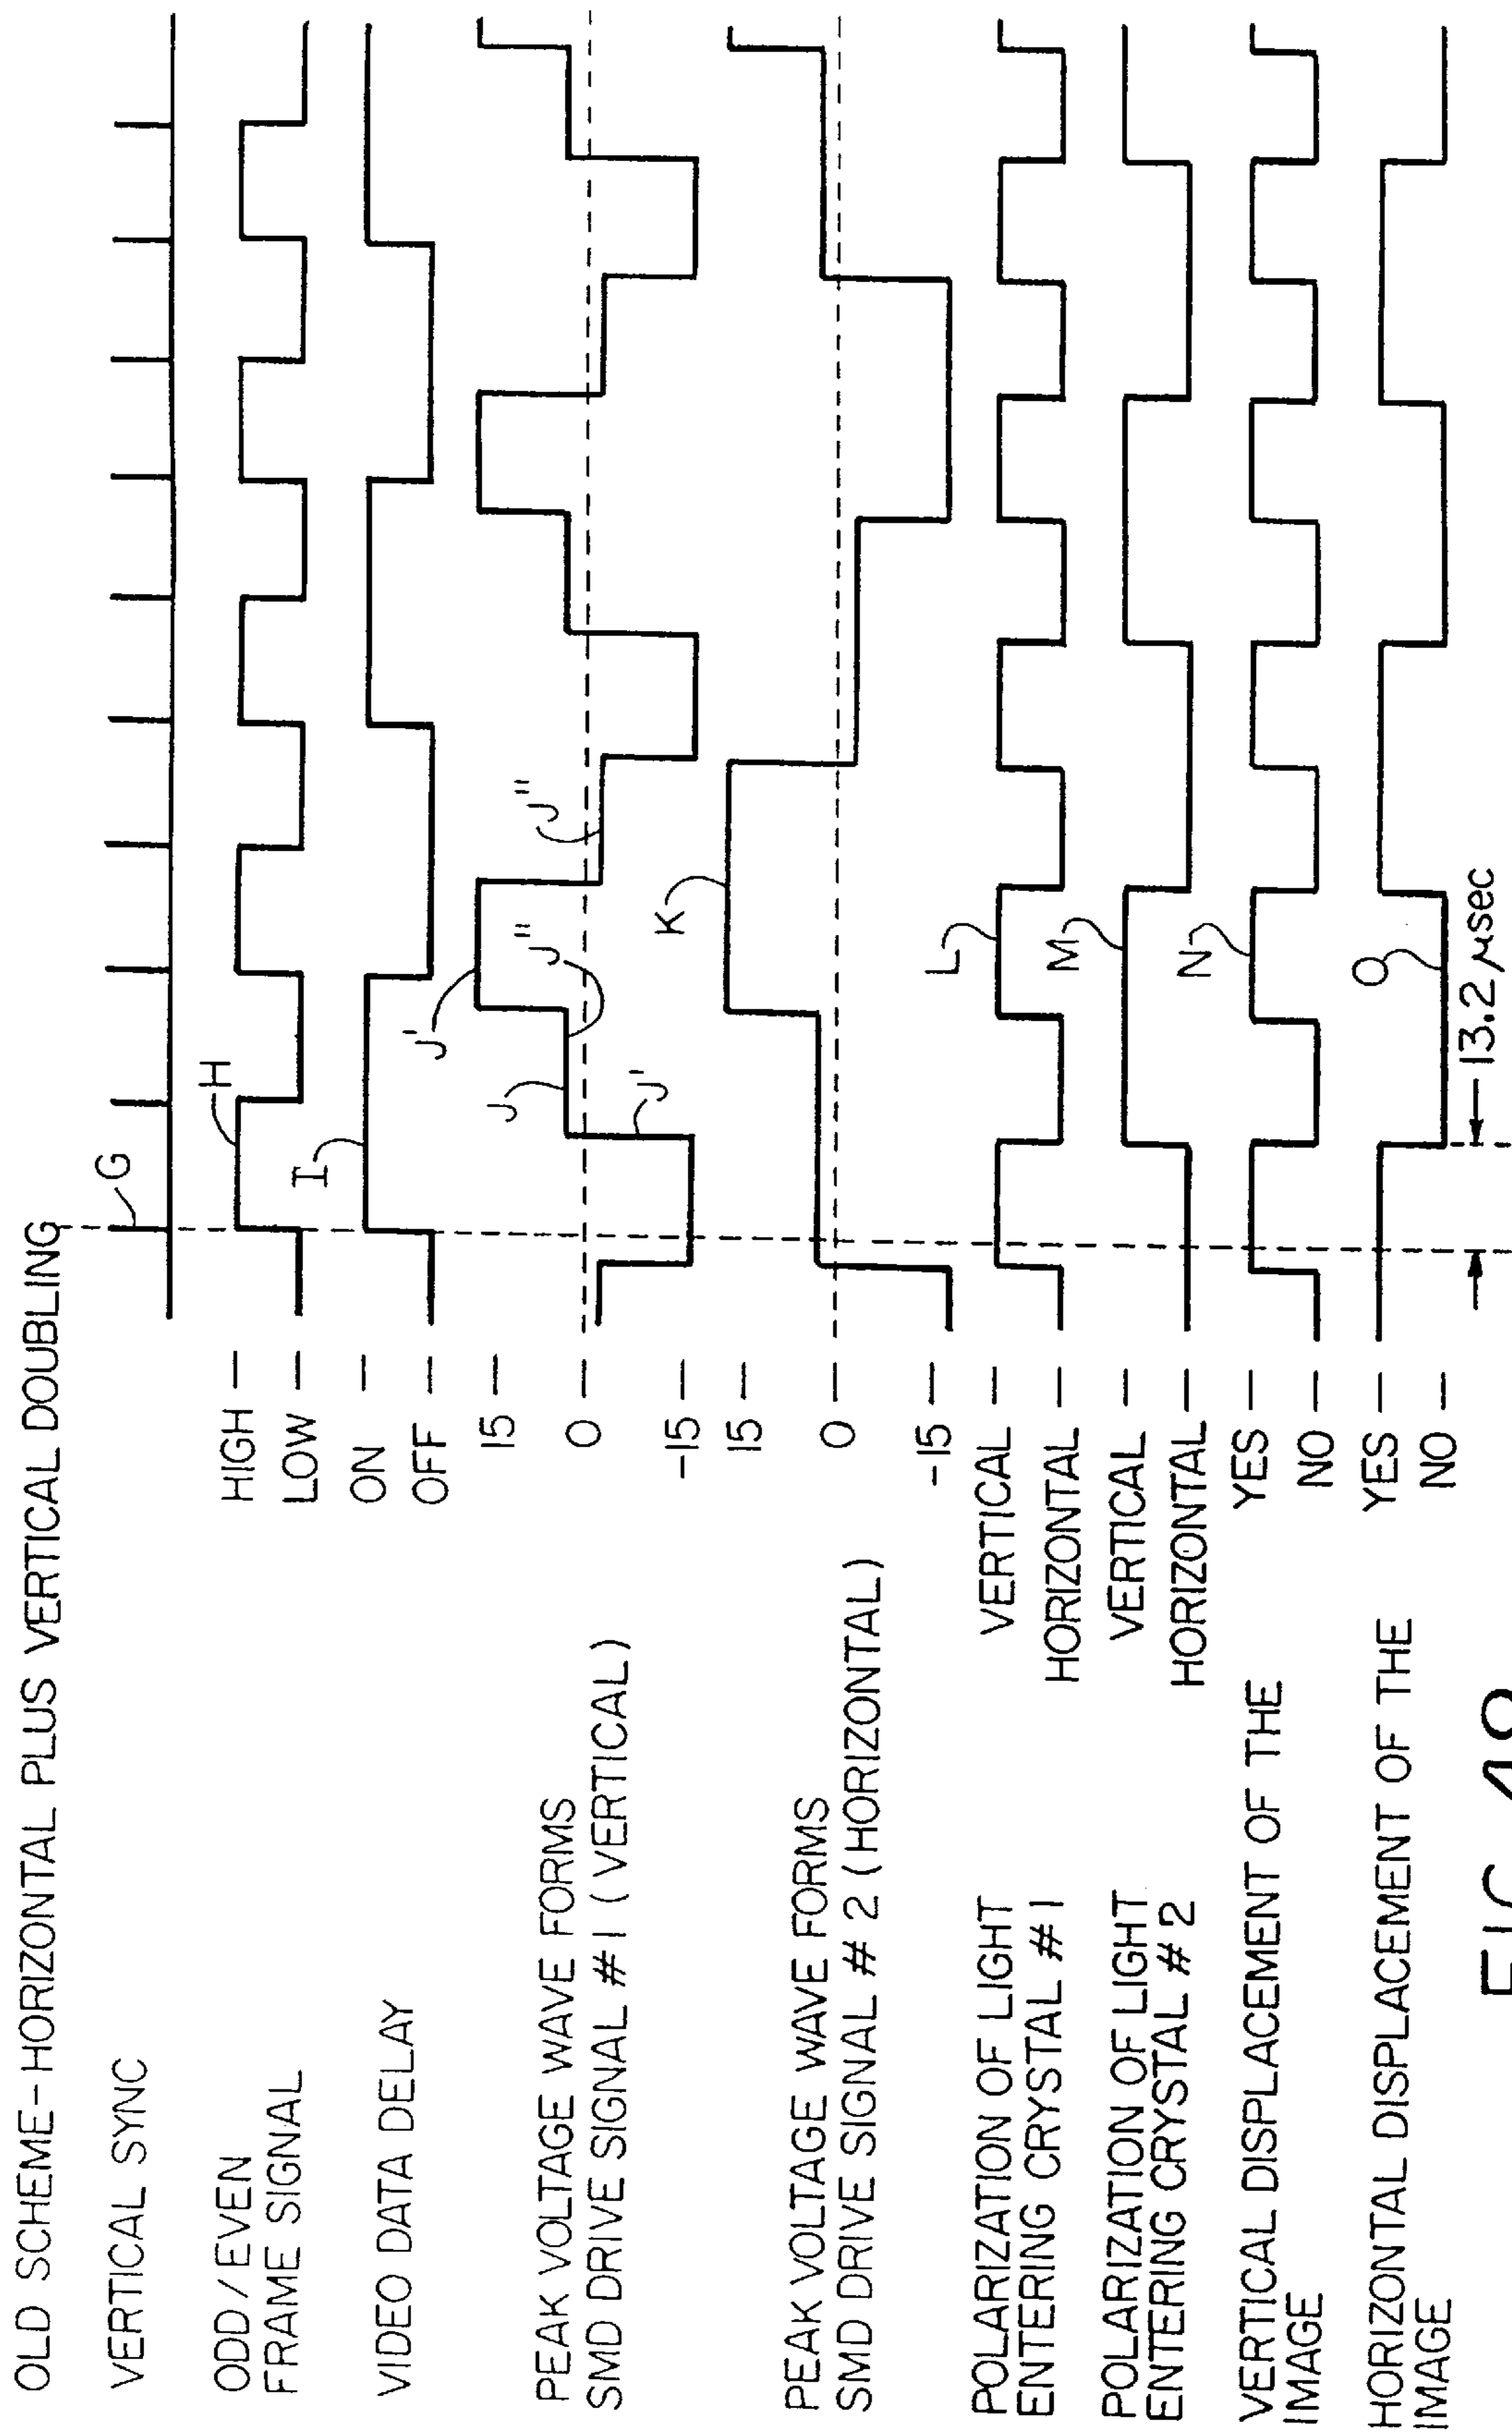 OLD SCHEME-HORIZONTAL PLUS VERTICAL DOUBLING
VERTICAL SYNC
G
ODD/EVEN
FRAME SIGNAL
HIGH
LOW
H
VIDEO DATA DELAY
ON
OFF
I
PEAK VOLTAGE WAVE FORMS
SMD DRIVE SIGNAL #1 (VERTICAL)
15
0
-15
J
J'
J'
J"
J"
PEAK VOLTAGE WAVE FORMS
SMD DRIVE SIGNAL #2 (HORIZONTAL)
15
0
-15
K
POLARIZATION OF LIGHT
ENTERING CRYSTAL #1
VERTICAL
HORIZONTAL
L
POLARIZATION OF LIGHT
ENTERING CRYSTAL #2
VERTICAL
HORIZONTAL
M
VERTICAL DISPLACEMENT OF THE
IMAGE
YES
NO
N
HORIZONTAL DISPLACEMENT OF THE
IMAGE
YES
NO
O
13.2 µsec